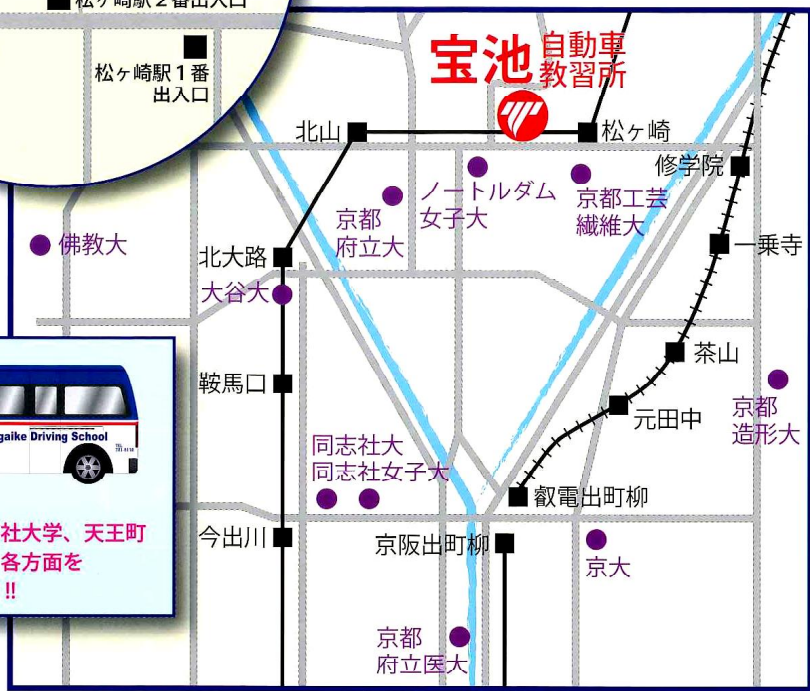 松ヶ崎駅2番出入口
松ヶ崎駅1番
出入口
宝池
自動車
教習所
北山
松ヶ崎
修学院
ノートルダム
女子大
京都工芸
繊維大
京都
府立大
佛教大
北大路
一乗寺
大谷大
茶山
鞍馬口
元田中
京都
造形大
gaike Driving School
同志社大
同志社女子大
叡電出町柳
社大学、天王町
各方面を
!!
今出川
京阪出町柳
京大
京都
府立医大